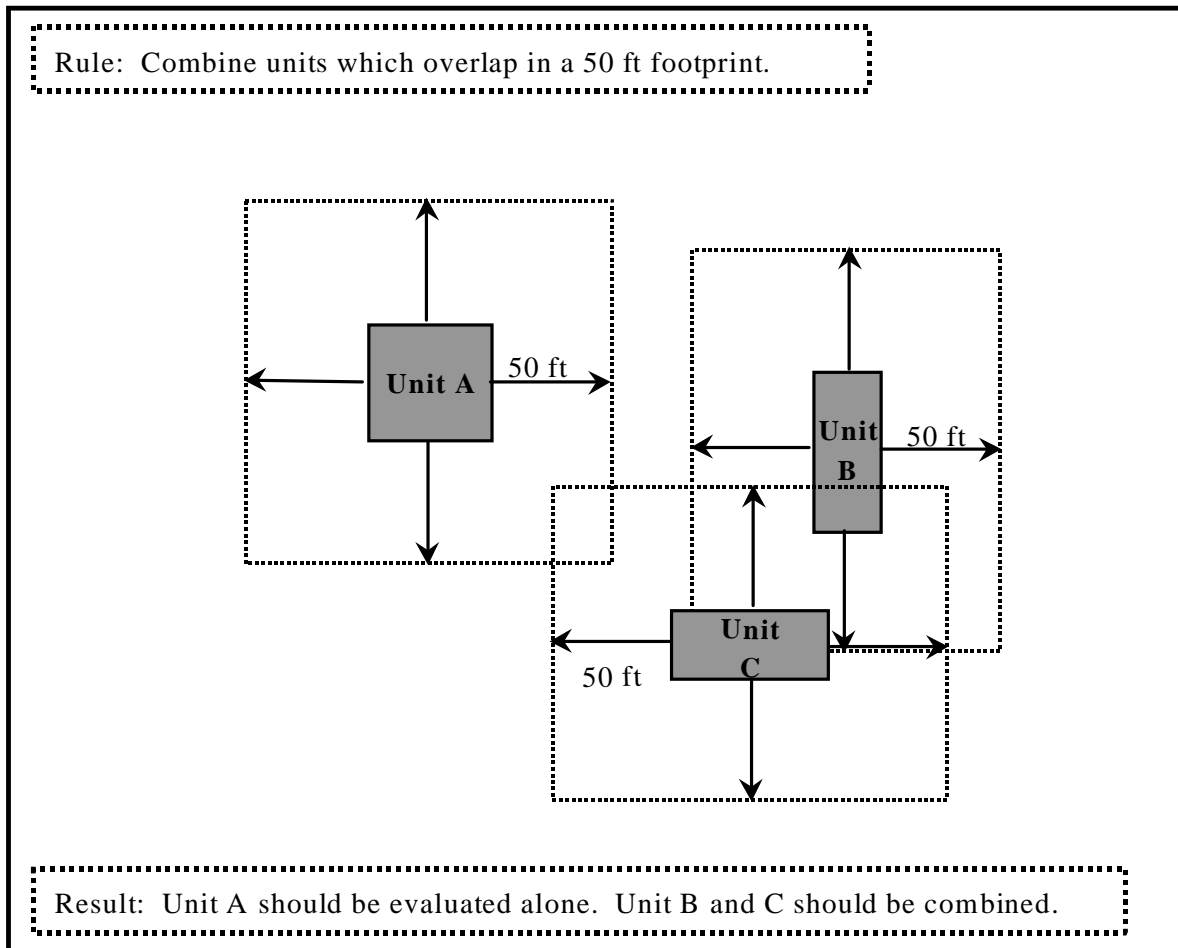 Rule: Combine units which overlap in a 50 ft footprint.
Unit A
50 ft
Unit
B
50 ft
Unit
C
50 ft
Result: Unit A should be evaluated alone. Unit B and C should be combined.